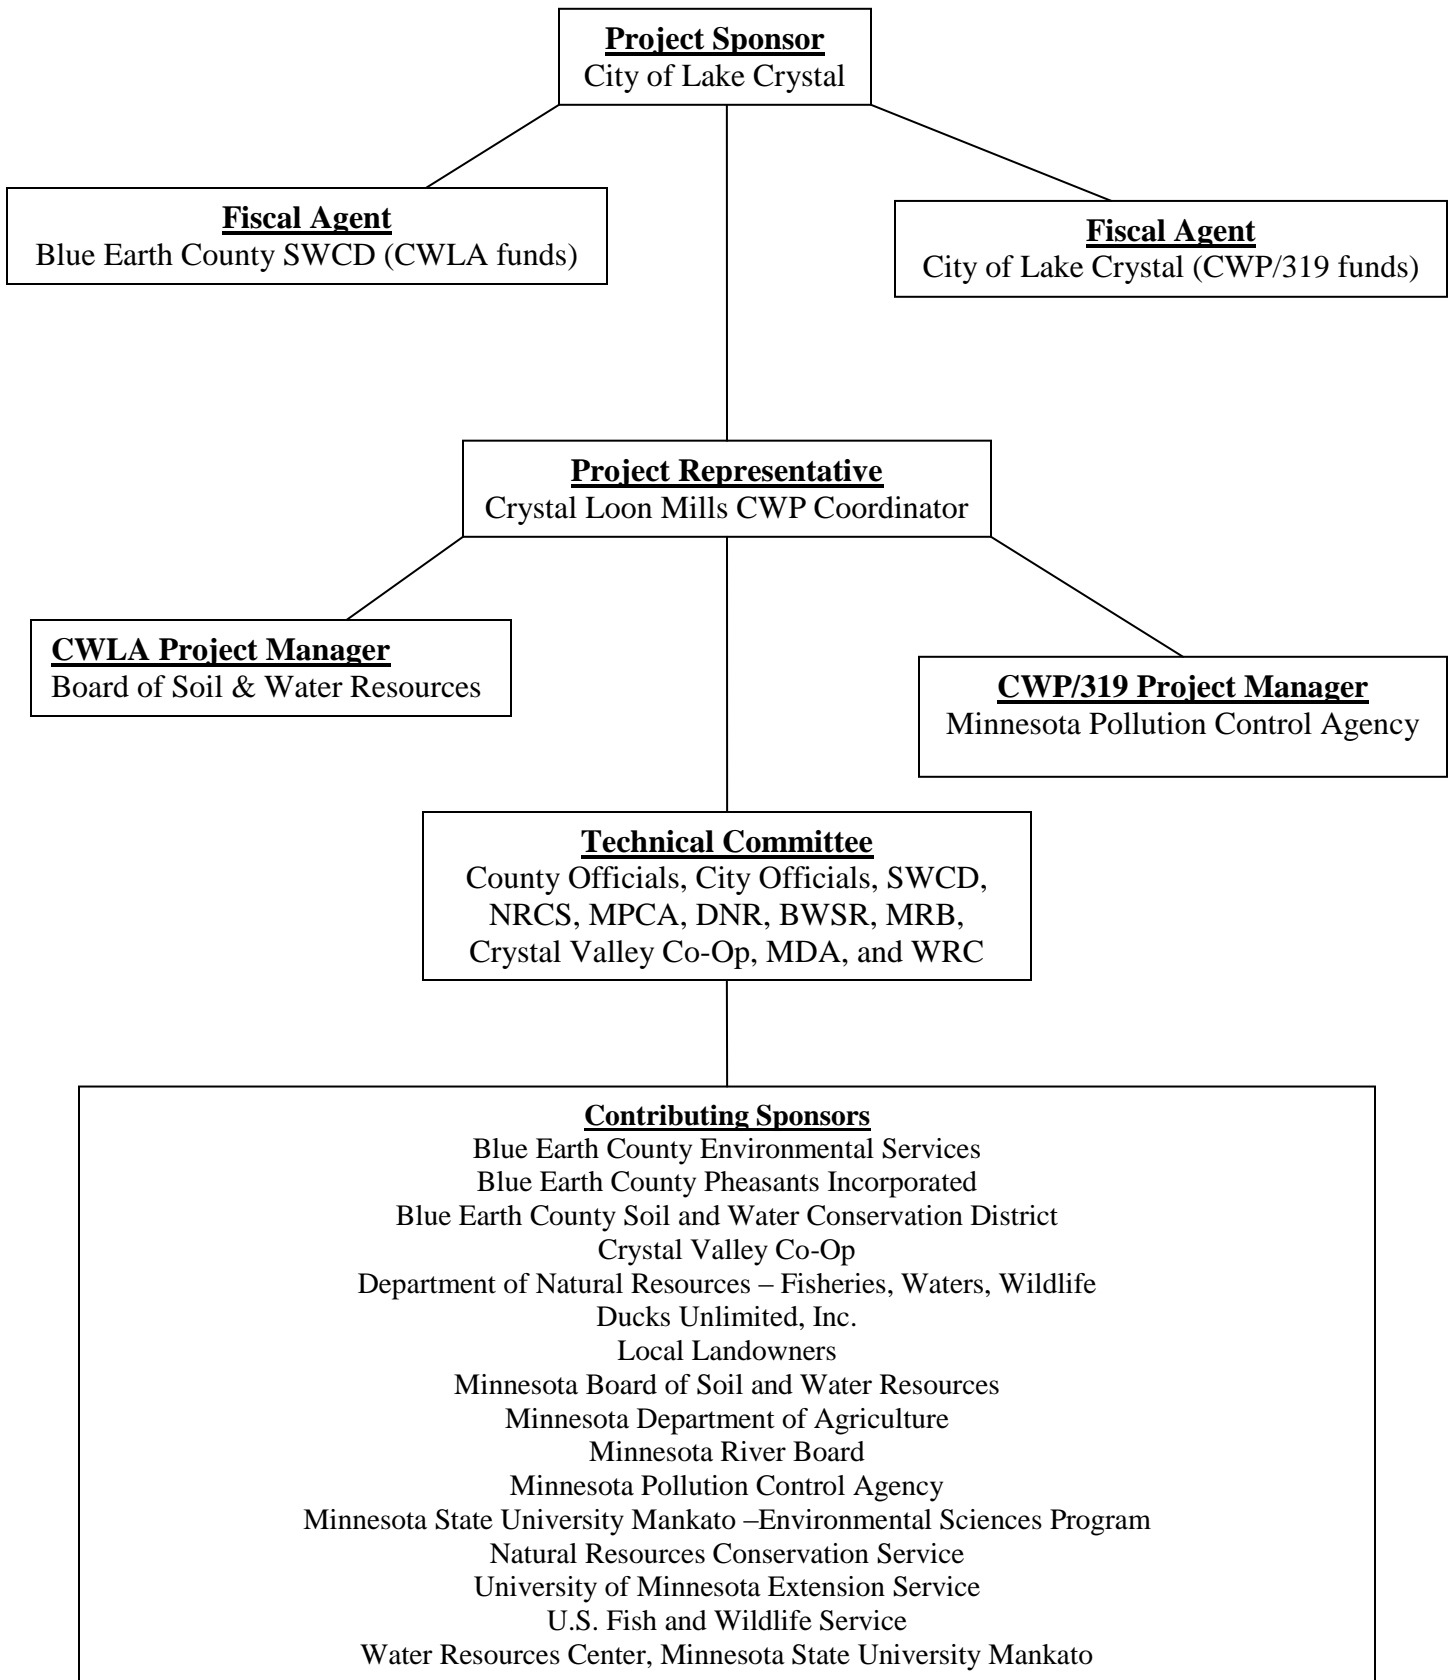 Project Sponsor
City of Lake Crystal
Fiscal Agent
Blue Earth County SWCD (CWLA funds)
Fiscal Agent
City of Lake Crystal (CWP/319 funds)
Project Representative
Crystal Loon Mills CWP Coordinator
CWLA Project Manager
Board of Soil & Water Resources
CWP/319 Project Manager
Minnesota Pollution Control Agency
Technical Committee
County Officials, City Officials, SWCD,
NRCS, MPCA, DNR, BWSR, MRB,
Crystal Valley Co-Op, MDA, and WRC
Contributing Sponsors
Blue Earth County Environmental Services
Blue Earth County Pheasants Incorporated
Blue Earth County Soil and Water Conservation District
Crystal Valley Co-Op
Department of Natural Resources – Fisheries, Waters, Wildlife
Ducks Unlimited, Inc.
Local Landowners
Minnesota Board of Soil and Water Resources
Minnesota Department of Agriculture
Minnesota River Board
Minnesota Pollution Control Agency
Minnesota State University Mankato –Environmental Sciences Program
Natural Resources Conservation Service
University of Minnesota Extension Service
U.S. Fish and Wildlife Service
Water Resources Center, Minnesota State University Mankato